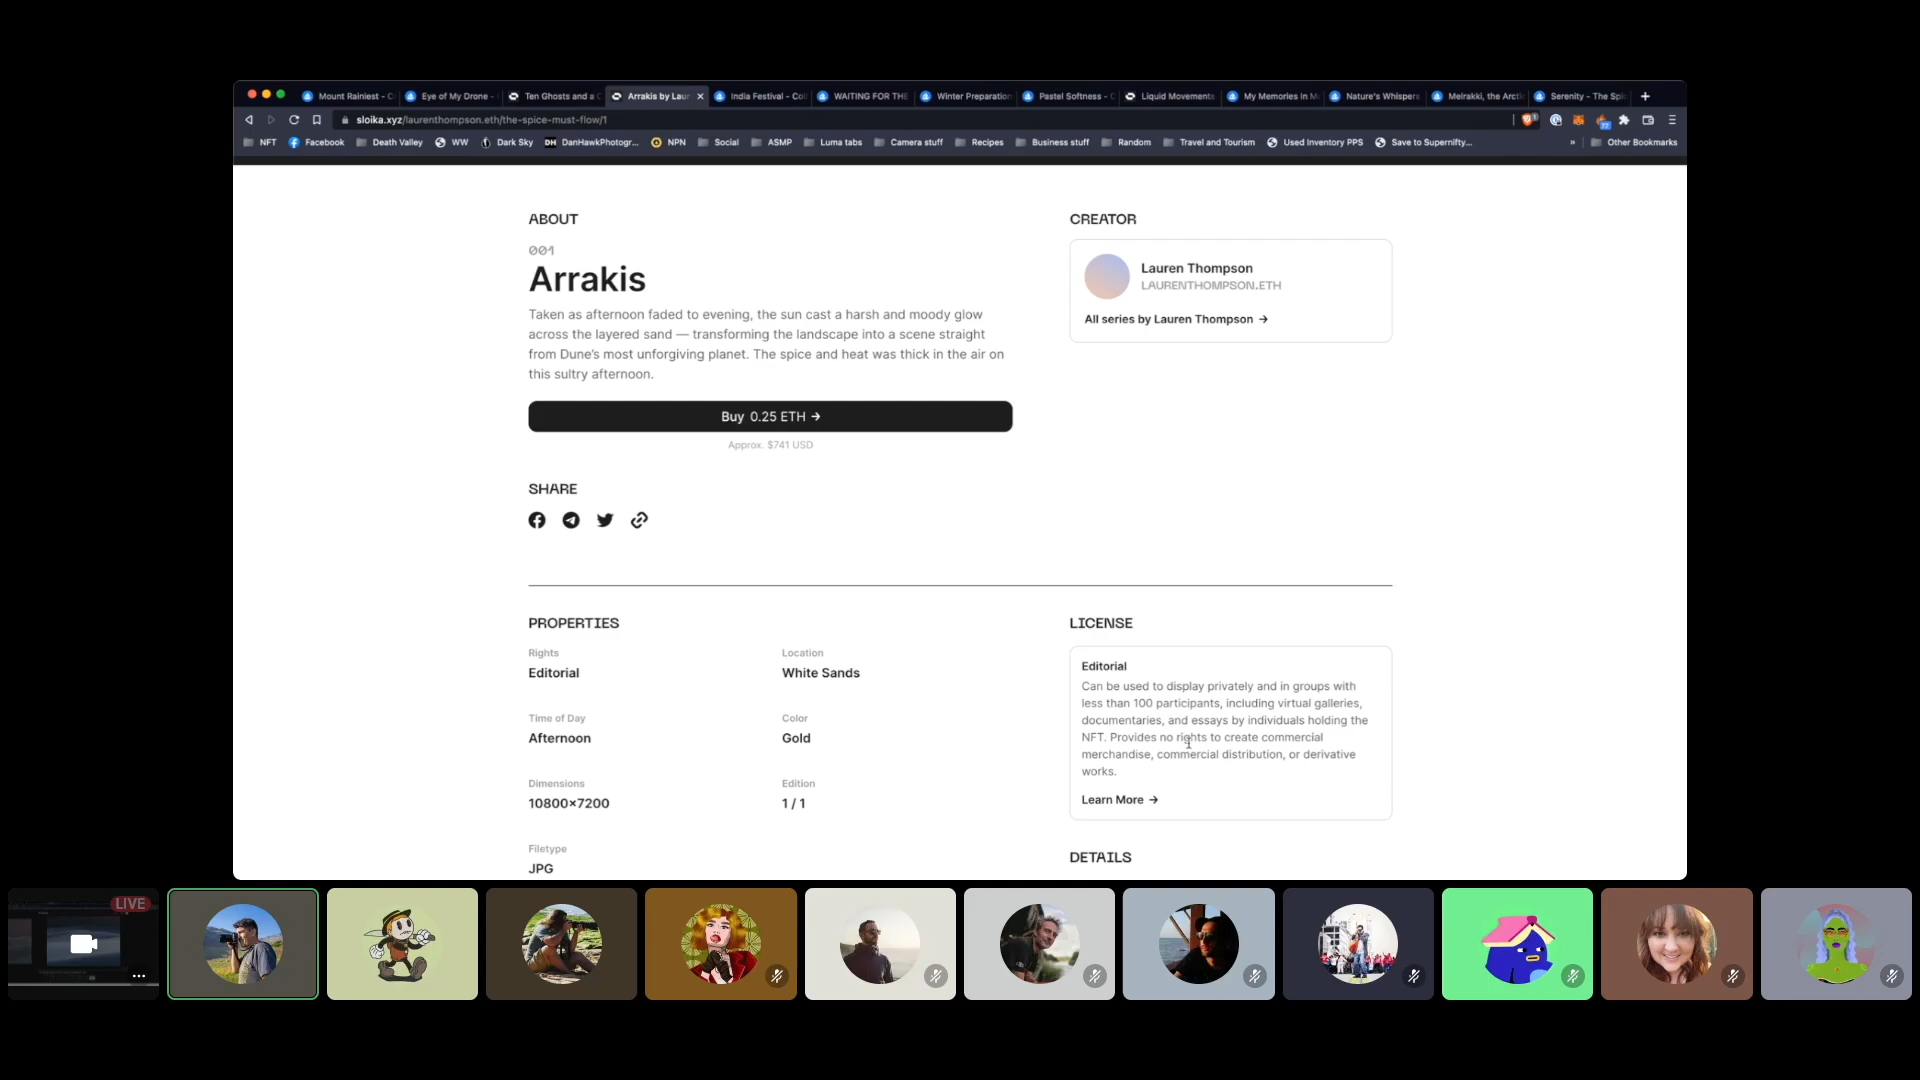 Mount Rainiest - C
Eye of My Drone -
Ten Ghosts and a C
Arrakis by Laur
India Festival - Col
WAITING FOR THE
Winter Preparation
Pastel Softness - C
Liquid Movements
My Memories In M
Nature's Whispers
Melrakki, the Arcti
Serenity - The Spi
sloika.xyz/laurenthompson.eth/the-spice-must-flow/1
NFT
Facebook
Death Valley
WW
Dark Sky
DH DanHawkPhotogr...
NPN
Social
ASMP
Luma tabs
Camera stuff
Recipes
Business stuff
Random
Travel and Tourism
Used Inventory PPS
Save to Supernifty...
»
Other Bookmarks
ABOUT
001
Arrakis
Taken as afternoon faded to evening, the sun cast a harsh and moody glow
across the layered sand — transforming the landscape into a scene straight
from Dune's most unforgiving planet. The spice and heat was thick in the air on
this sultry afternoon.
Buy 0.25 ETH →
Approx. $741 USD
SHARE
CREATOR
Lauren Thompson
LAURENTHOMPSON.ETH
All series by Lauren Thompson →
PROPERTIES
Rights
Editorial
Location
White Sands
Time of Day
Afternoon
Color
Gold
Dimensions
10800×7200
Edition
1 / 1
Filetype
JPG
LICENSE
Editorial
Can be used to display privately and in groups with
less than 100 participants, including virtual galleries,
documentaries, and essays by individuals holding the
NFT. Provides no rights to create commercial
merchandise, commercial distribution, or derivative
works.
Learn More →
DETAILS
LIVE